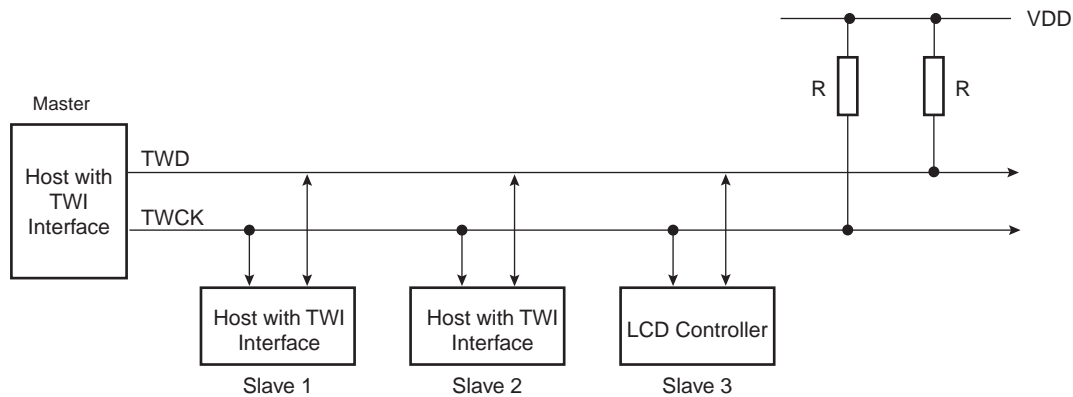 VDD
R
R
Master
Host with
TWI
Interface
TWD
TWCK
Host with TWI
Interface
Host with TWI
Interface
LCD Controller
Slave 1
Slave 2
Slave 3